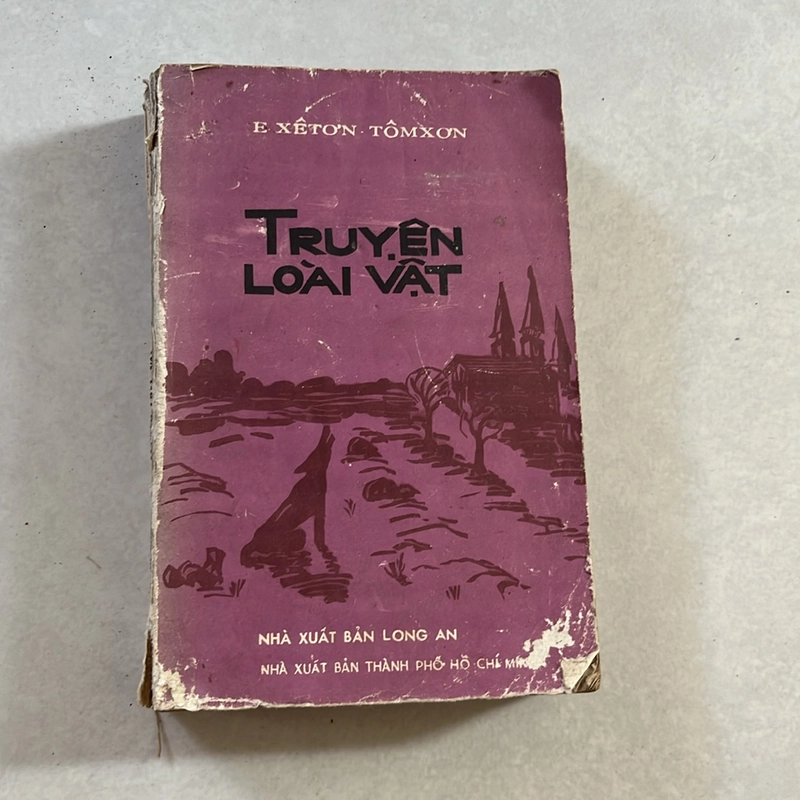 E. XÊTƠN · TÔMXƠN
TRUYỆN
LOÀI VẬT
NHÀ XUẤT BẢN LONG AN
NHÀ XUẤT BẢN THÀNH PHỐ HỒ CHÍ